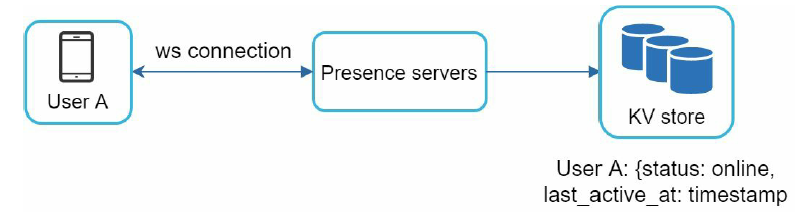 ws connection
User A
Presence servers
KV store
User A: {status: online,
last_active_at: timestamp